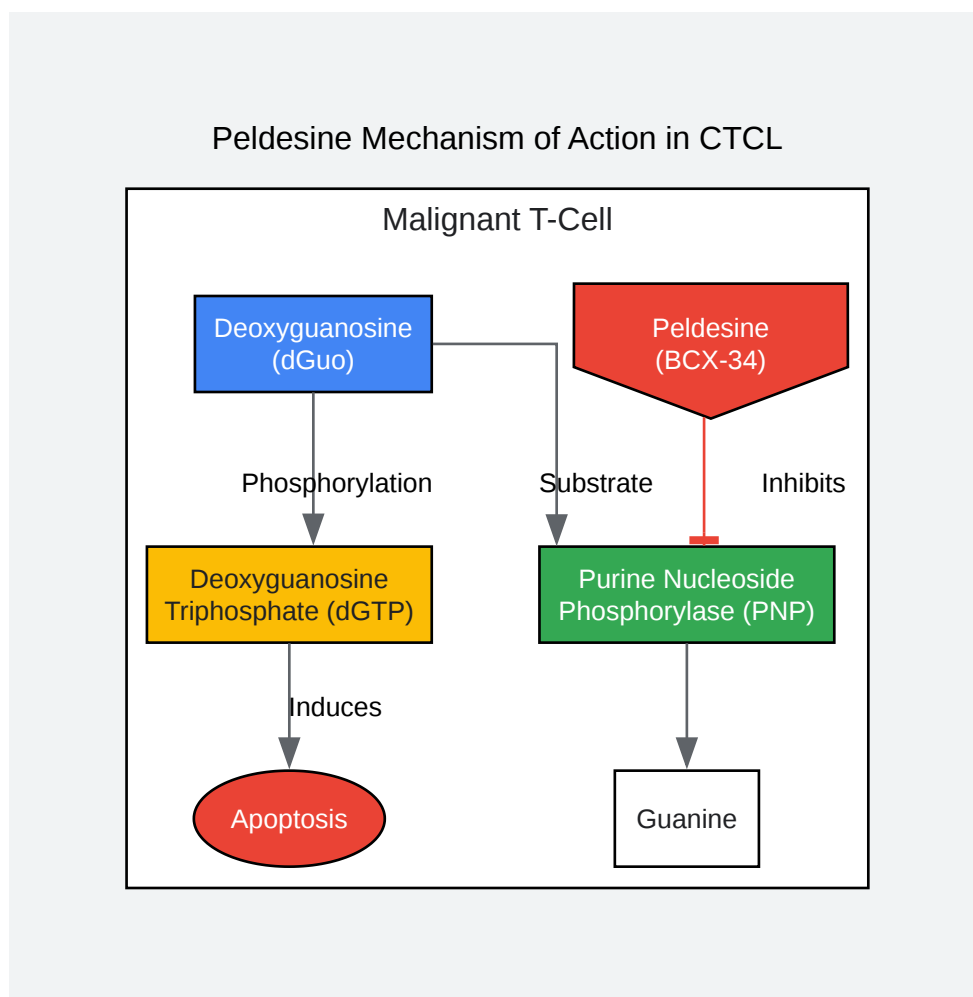 Peldesine Mechanism of Action in CTCL
Malignant T-Cell
Deoxyguanosine
(dGuo)
Peldesine
(BCX-34)
Phosphorylation
Substrate
Inhibits
Deoxyguanosine
Triphosphate (dGTP)
Purine Nucleoside
Phosphorylase (PNP)
Induces
Apoptosis
Guanine